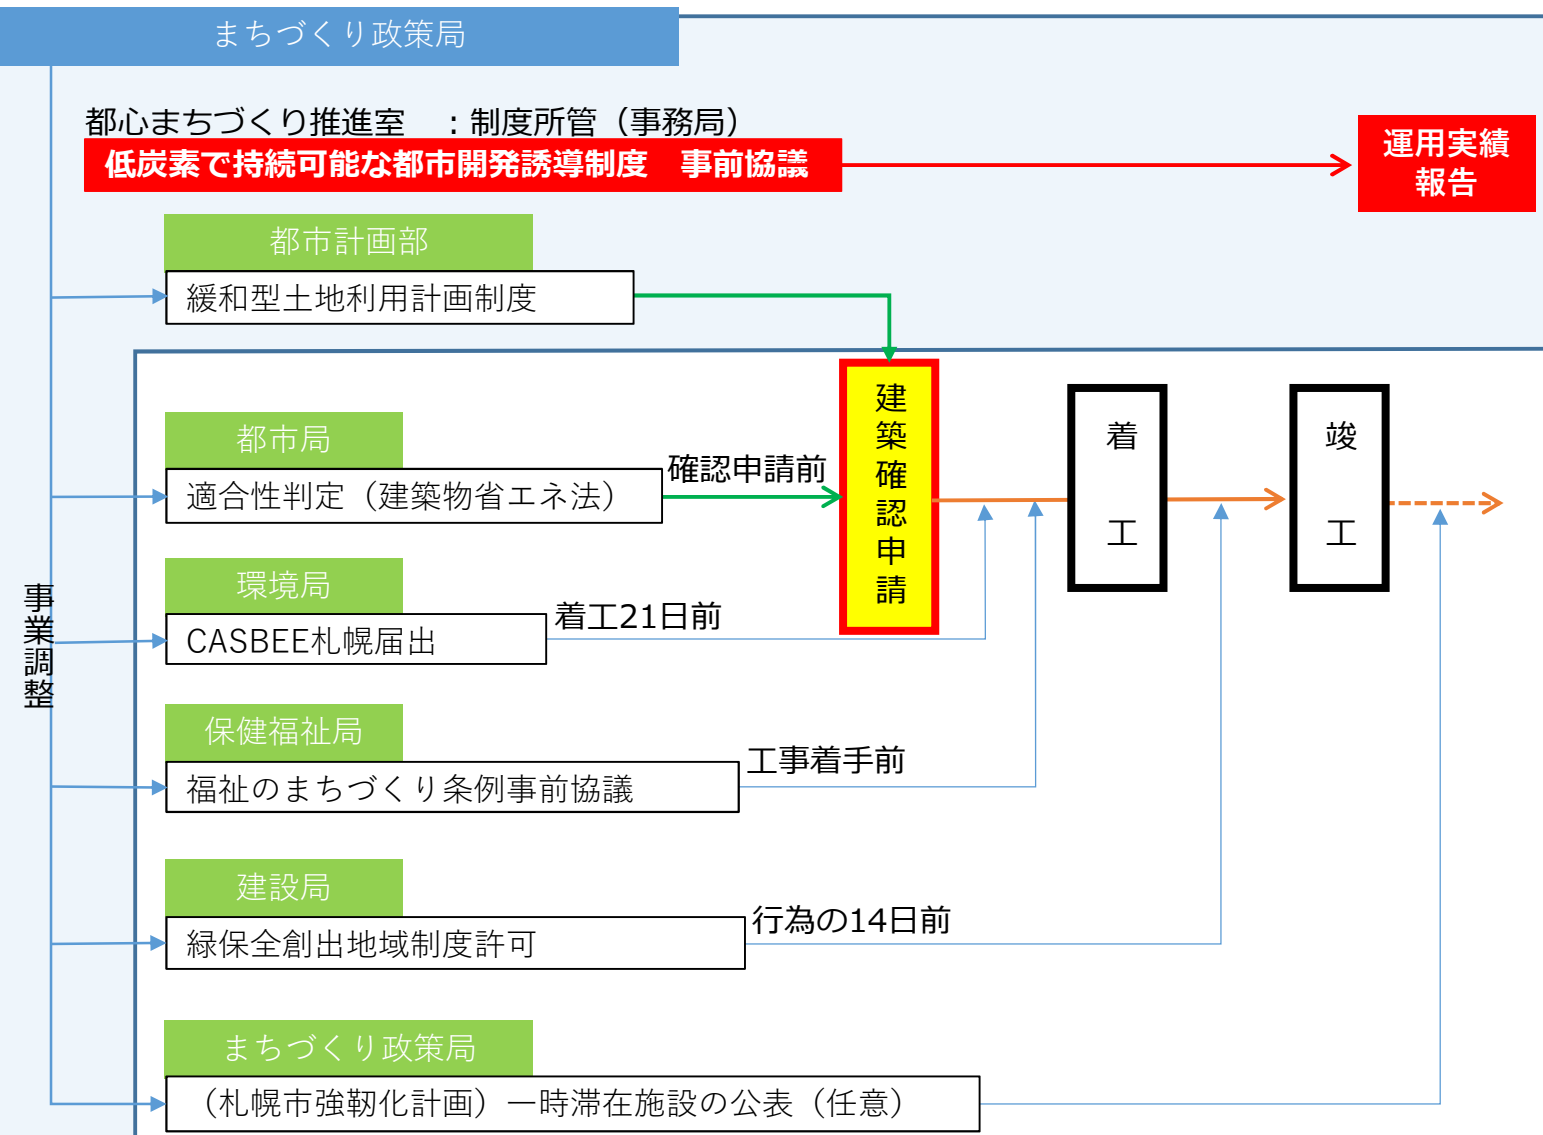 まちづくり政策局
都心まちづくり推進室　：制度所管（事務局）
低炭素で持続可能な都市開発誘導制度　事前協議
運用実績
報告
都市計画部
緩和型土地利用計画制度
建築確認申請
着工
竣工
都市局
適合性判定（建築物省エネ法）
確認申請前
環境局
CASBEE札幌届出
着工21日前
事業調整
保健福祉局
福祉のまちづくり条例事前協議
工事着手前
建設局
緑保全創出地域制度許可
行為の14日前
まちづくり政策局
（札幌市強靭化計画）一時滞在施設の公表（任意）